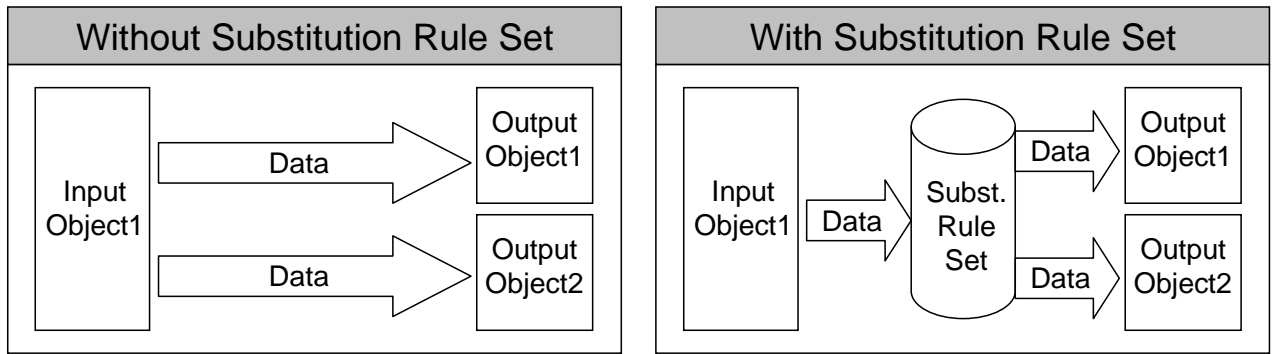 Without Substitution Rule Set
Input
Object1
Data
Output
Object1
Data
Output
Object2
With Substitution Rule Set
Input
Object1
Data
Subst.
Rule
Set
Data
Output
Object1
Data
Output
Object2